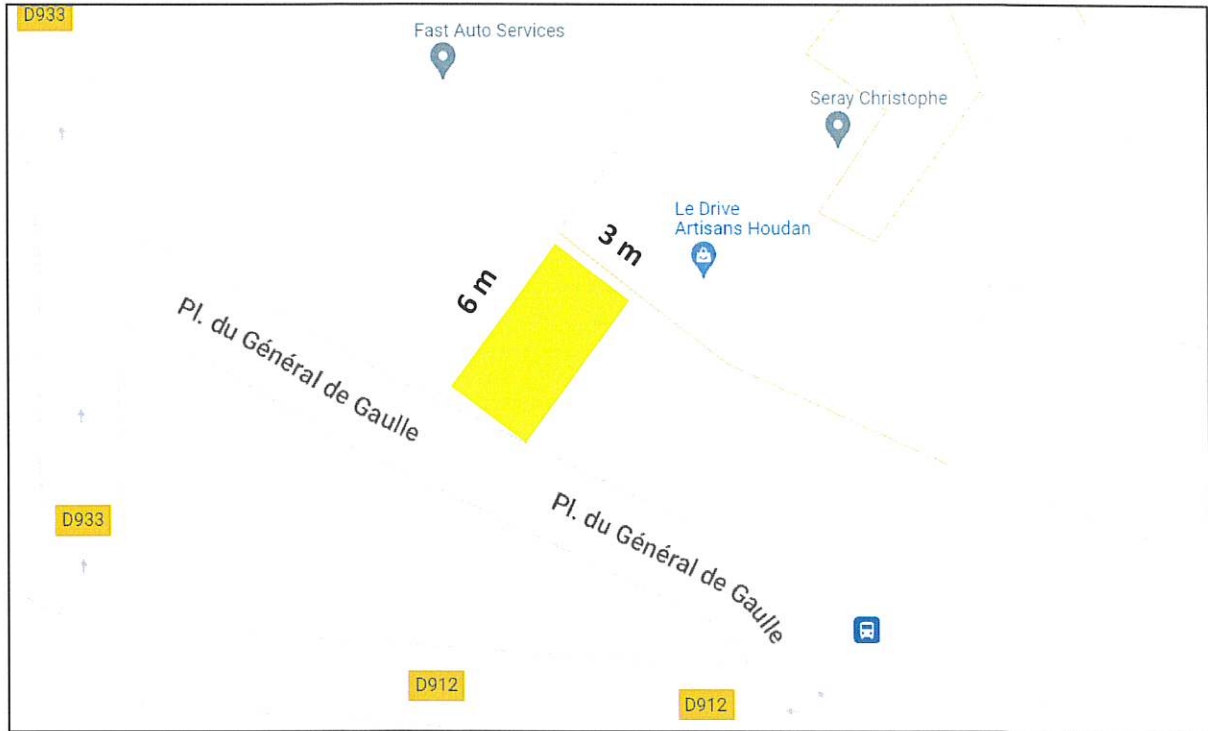 D933
Fast Auto Services
Seray Christophe
Le Drive
Artisans Houdan
3 m
6 m
Pl. du Général de Gaulle
D933
Pl. du Général de Gaulle
D912
D912